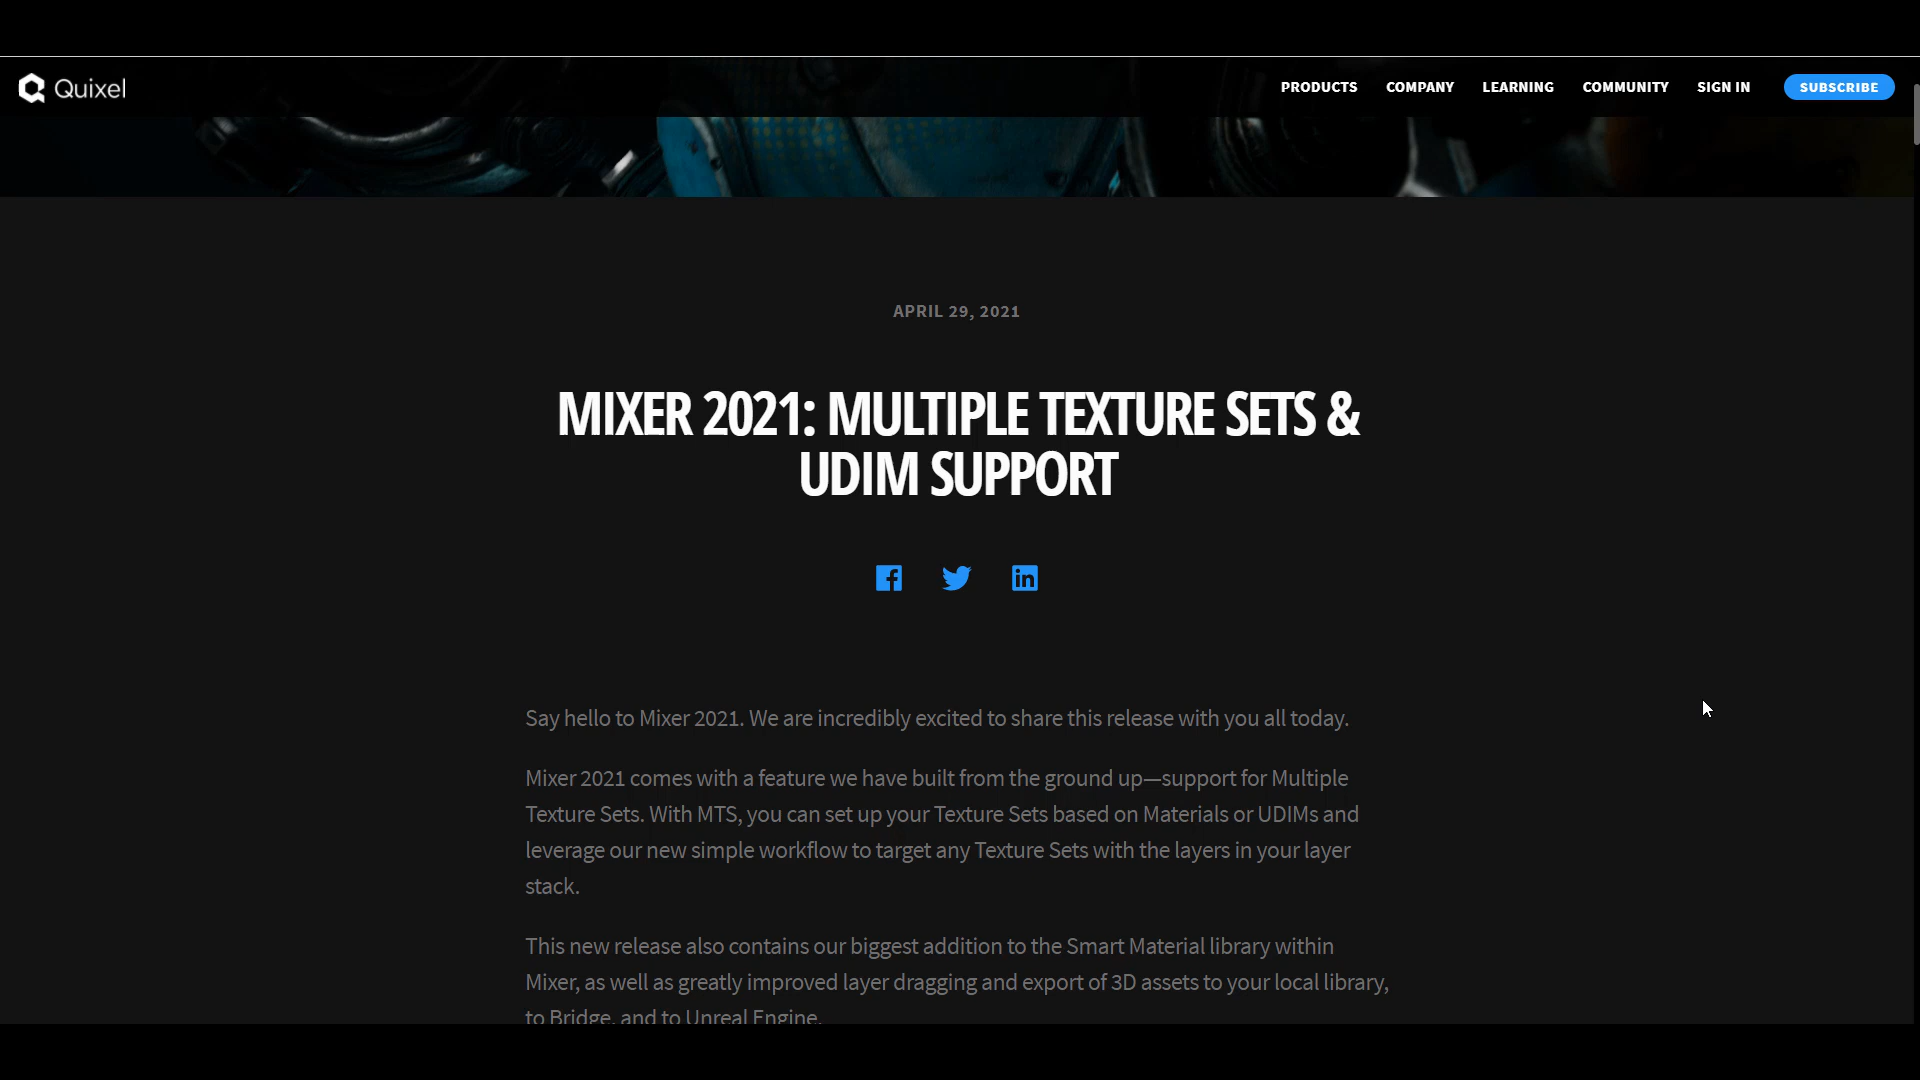 Quixel
PRODUCTS COMPANY LEARNING COMMUNITY SIGN IN SUBSCRIBE
APRIL 29, 2021
MIXER 2021: MULTIPLE TEXTURE SETS &
UDIM SUPPORT
Say hello to Mixer 2021. We are incredibly excited to share this release with you all today.
Mixer 2021 comes with a feature we have built from the ground up—support for Multiple
Texture Sets. With MTS, you can set up your Texture Sets based on Materials or UDIMs and
leverage our new simple workflow to target any Texture Sets with the layers in your layer
stack.
This new release also contains our biggest addition to the Smart Material library within
Mixer, as well as greatly improved layer dragging and export of 3D assets to your local library,
to Bridge, and to Unreal Engine.